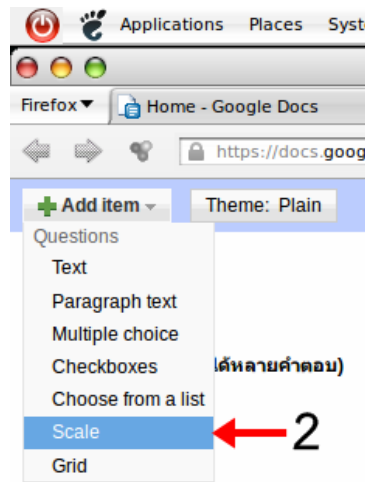 Applications Places Syst
Firefox
Home - Google Docs
https://docs.goog
Add item
Theme: Plain
Questions
Text
Paragraph text
Multiple choice
Checkboxes
ได้หลายคำตอบ)
Choose from a list
Scale
2
Grid